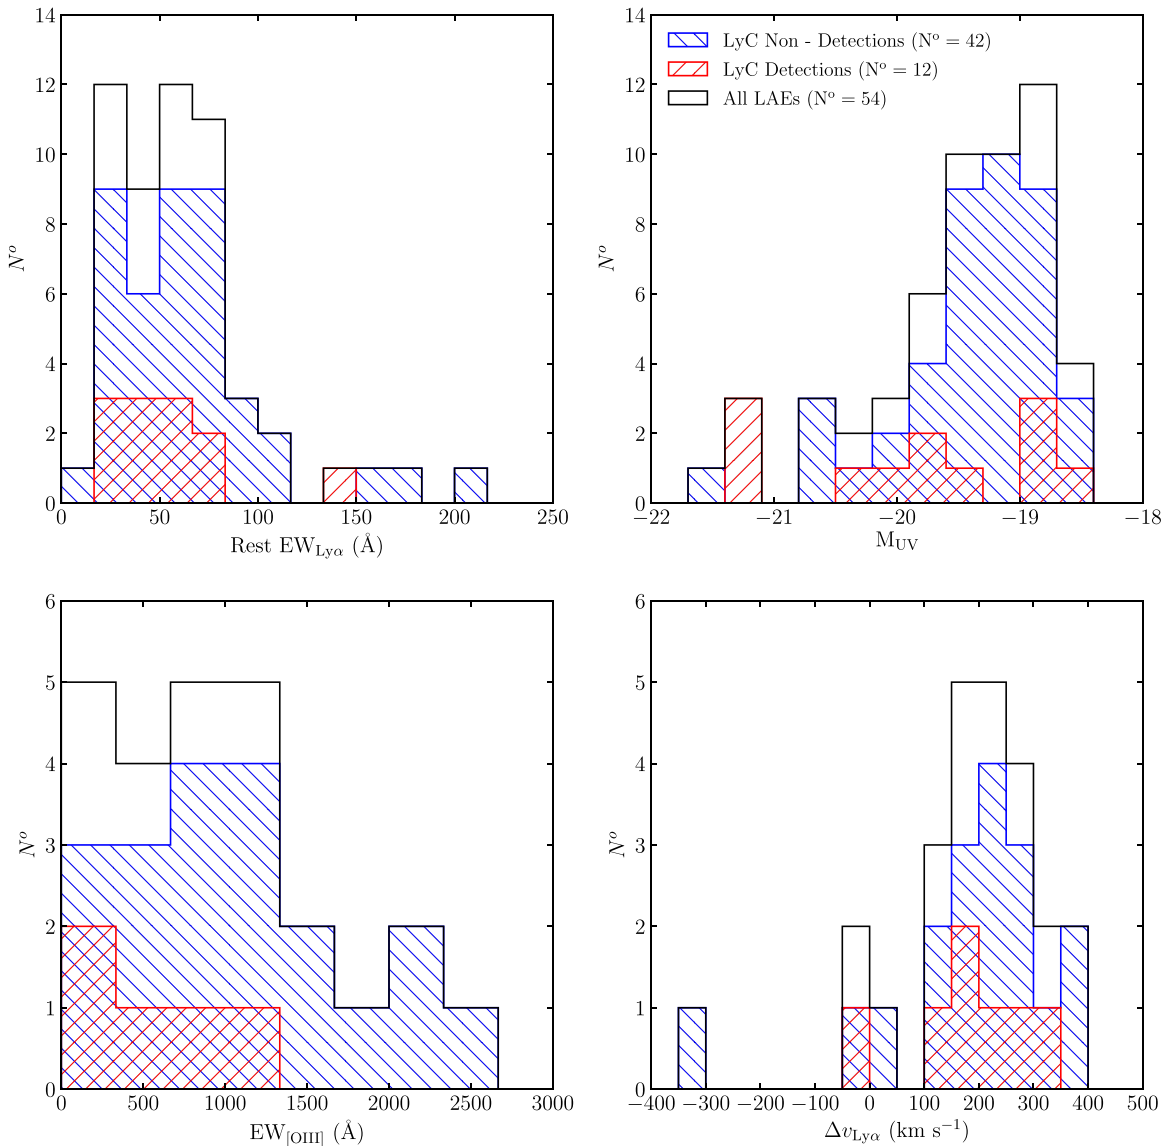 14
12
10
8
6
4
2
0
N^o
0 50 100 150 200 250
Rest EW_Lyα (Å)
14
12
10
8
6
4
2
0
N^o
LyC Non - Detections (N^o = 42)
LyC Detections (N^o = 12)
All LAEs (N^o = 54)
−22 −21 −20 −19 −18
M_UV
6
5
4
3
2
1
0
N^o
0 500 1000 1500 2000 2500 3000
EW_[OIII] (Å)
6
5
4
3
2
1
0
N^o
−400 −300 −200 −100 0 100 200 300 400 500
Δv_Lyα (km s^−1)